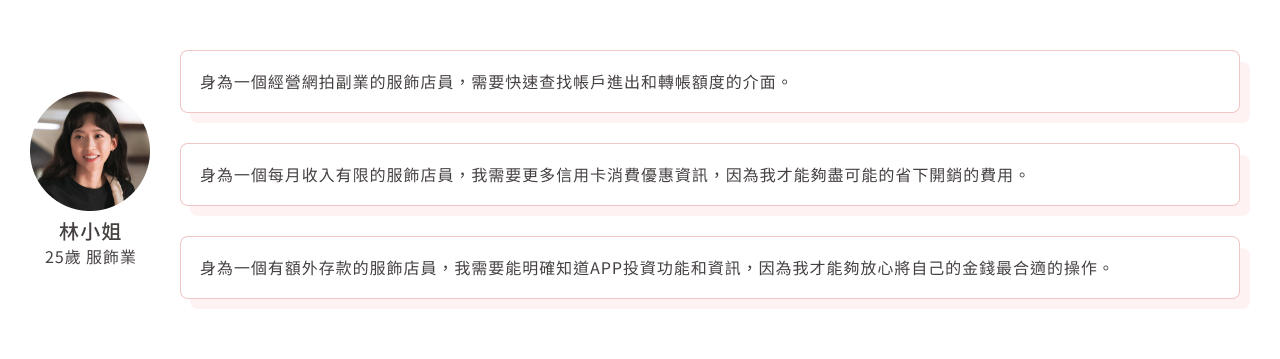 身為一個經營網拍副業的服飾店員，需要快速查找帳戶進出和轉帳額度的介面。
身為一個每月收入有限的服飾店員，我需要更多信用卡消費優惠資訊，因為我才能夠盡可能的省下開銷的費用。
林小姐
25歲 服飾業
身為一個有額外存款的服飾店員，我需要能明確知道APP投資功能和資訊，因為我才能夠放心將自己的金錢最合適的操作。